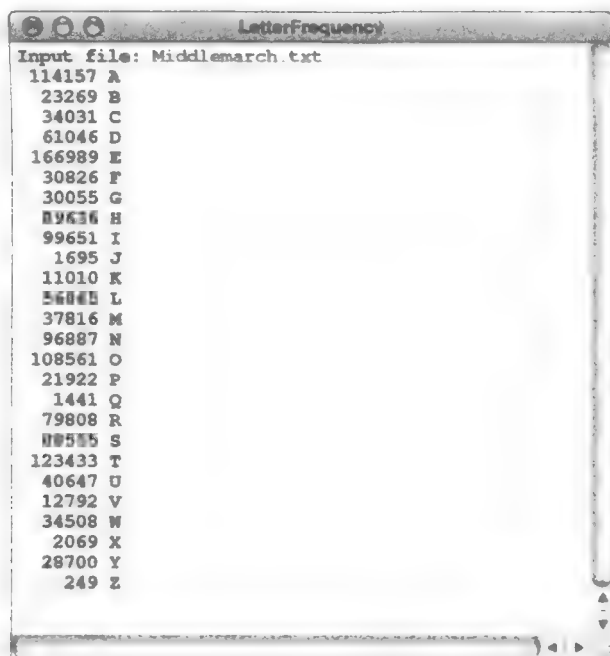 LetterFrequency
Input file: Middlemarch.txt
114157 A
23269 B
34031 C
61046 D
166989 E
30826 F
30055 G
H
99651 I
1695 J
11010 K
L
37816 M
96887 N
108561 O
21922 P
1441 Q
79808 R
S
123433 T
40647 U
12792 V
34508 W
2069 X
28700 Y
249 Z